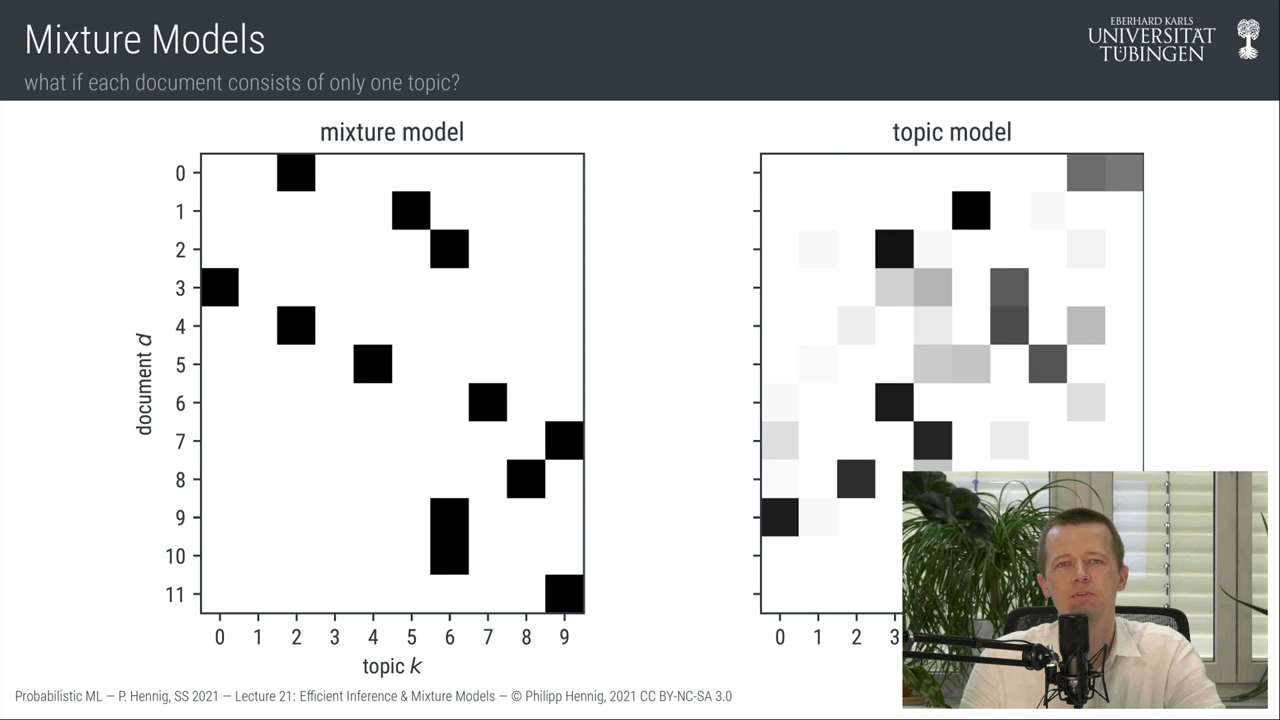 Mixture Models
what if each document consists of only one topic?
EBERHARD KARLS
UNIVERSITÄT
TÜBINGEN
mixture model
topic model
0
1
2
3
4
5
6
7
8
9
10
11
document d
0 1 2 3 4 5 6 7 8 9
topic k
0 1 2 3
Probabilistic ML — P. Hennig, SS 2021 — Lecture 21: Efficient Inference & Mixture Models — © Philipp Hennig, 2021 CC BY-NC-SA 3.0